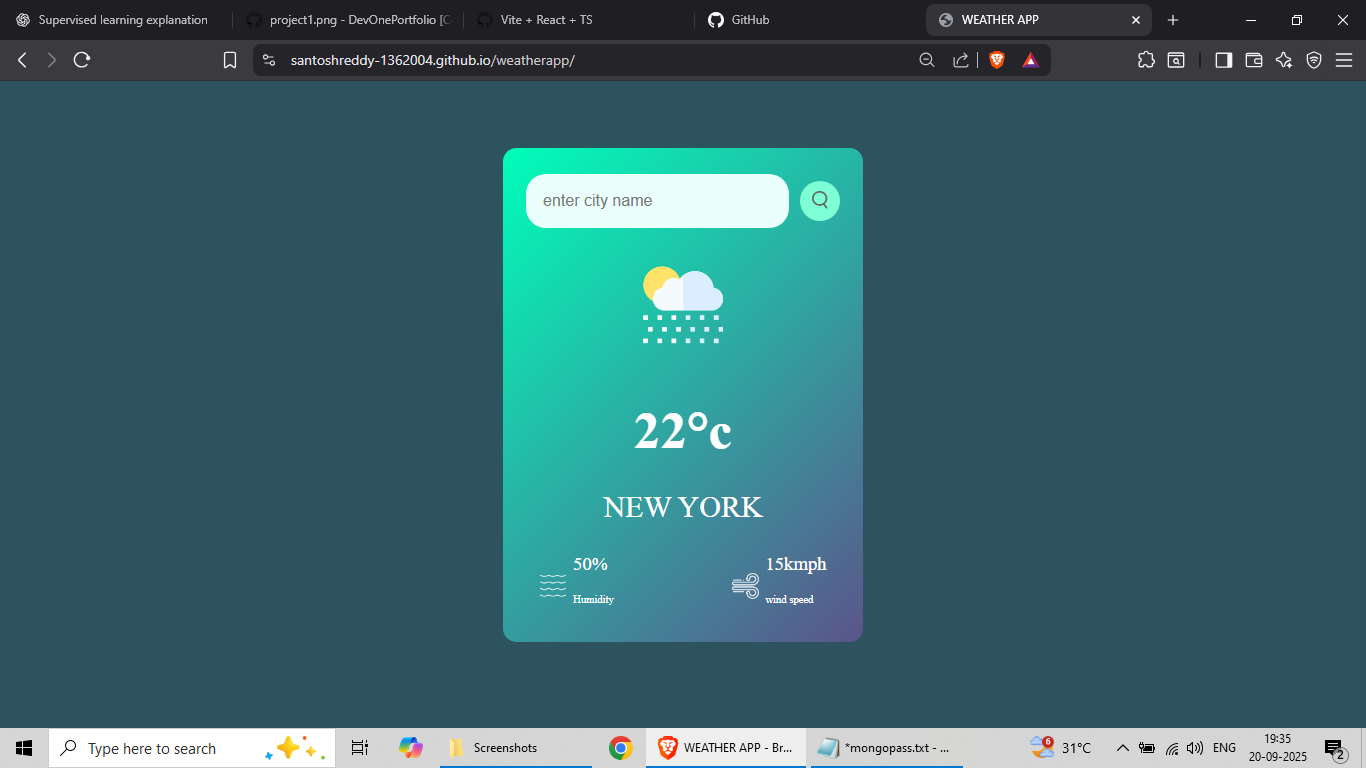 Supervised learning explanation
project1.png - DevOnePortfolio [C
Vite + React + TS
GitHub
WEATHER APP
santoshreddy-1362004.github.io/weatherapp/
enter city name
22°c
NEW YORK
50%
Humidity
15kmph
wind speed
Type here to search
Screenshots
WEATHER APP - Br...
*mongopass.txt - ...
6
31°C
ENG
19:35
20-09-2025
2